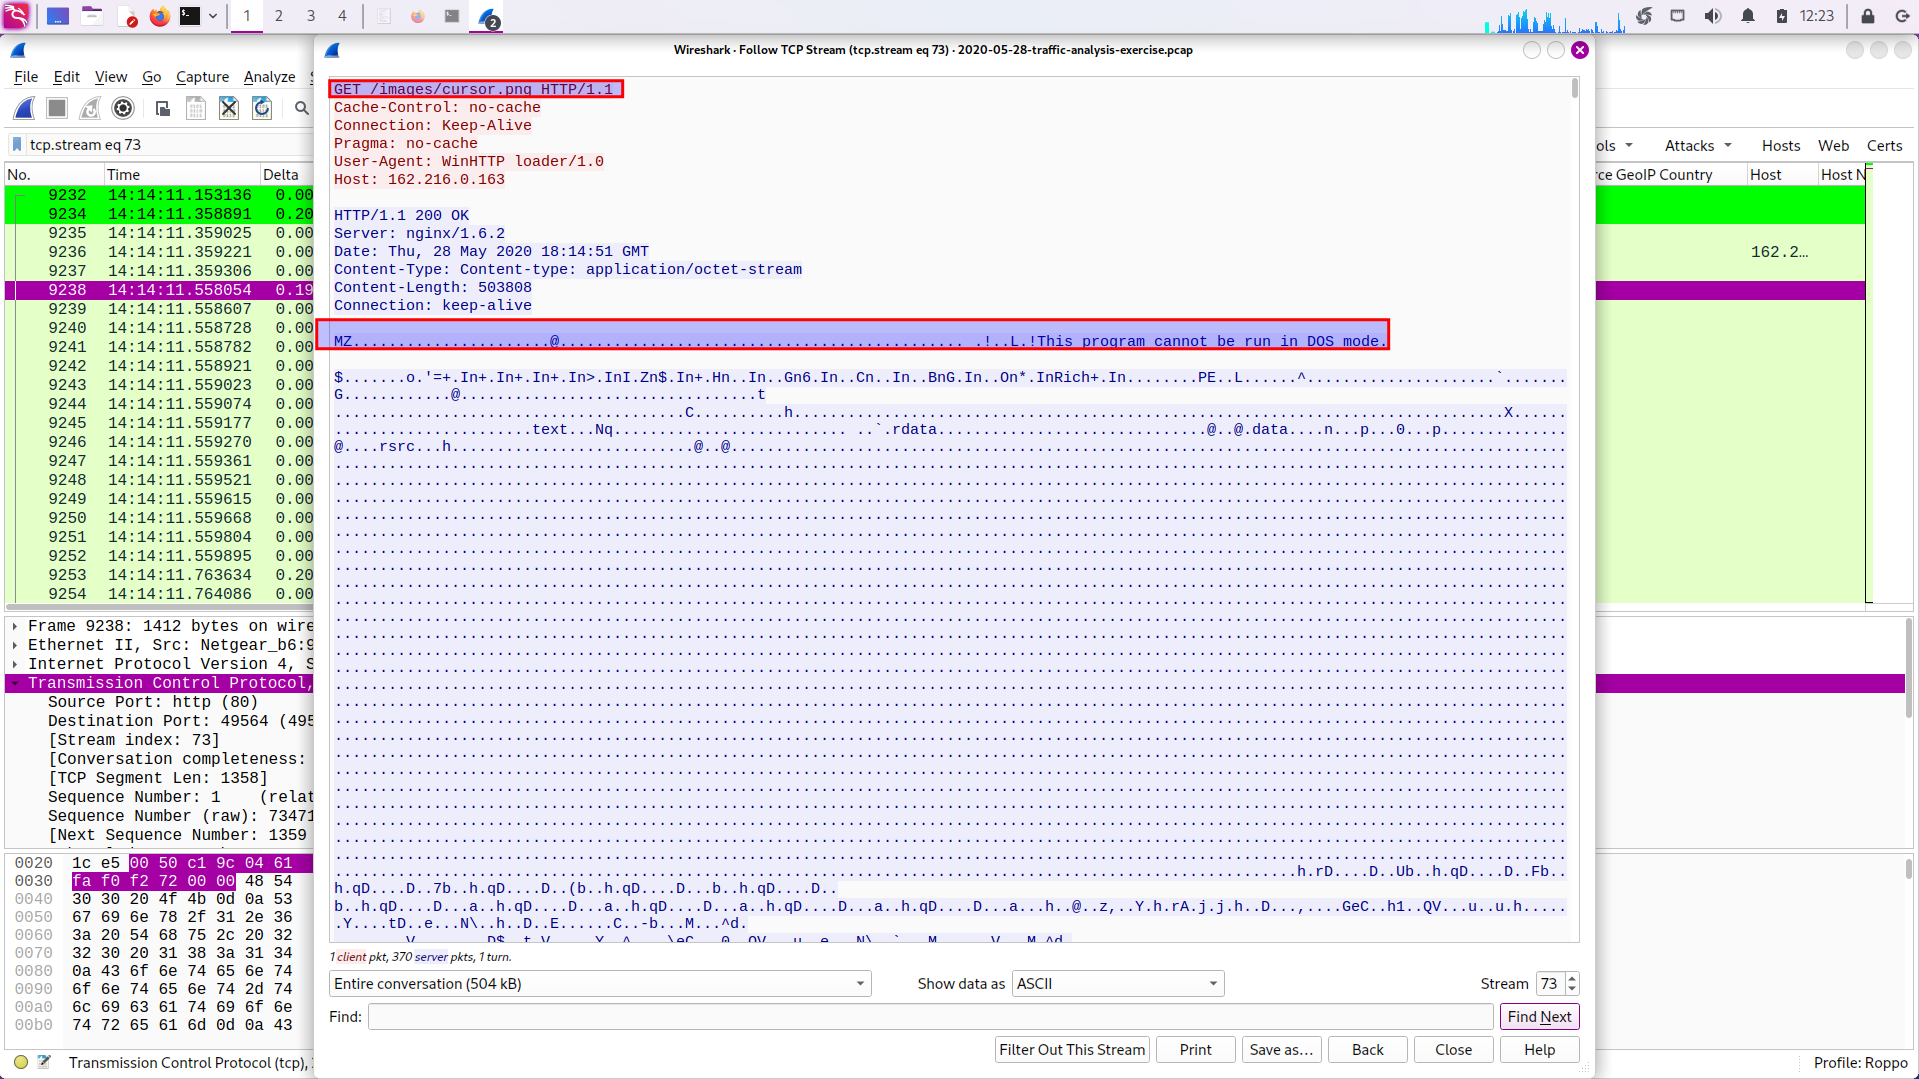 1
2
3
4
2
12:23
Wireshark · Follow TCP Stream (tcp.stream eq 73) · 2020-05-28-traffic-analysis-exercise.pcap
File Edit View Go Capture Analyze
tcp.stream eq 73
ols Attacks Hosts Web Certs
No. Time Delta
rce GeoIP Country Host Host N
9232 14:14:11.153136 0.00
9234 14:14:11.358891 0.20
9235 14:14:11.359025 0.00
9236 14:14:11.359221 0.00
162.2…
9237 14:14:11.359306 0.00
9238 14:14:11.558054 0.19
9239 14:14:11.558607 0.00
9240 14:14:11.558728 0.00
9241 14:14:11.558782 0.00
9242 14:14:11.558921 0.00
9243 14:14:11.559023 0.00
9244 14:14:11.559074 0.00
9245 14:14:11.559177 0.00
9246 14:14:11.559270 0.00
9247 14:14:11.559361 0.00
9248 14:14:11.559521 0.00
9249 14:14:11.559615 0.00
9250 14:14:11.559668 0.00
9251 14:14:11.559804 0.00
9252 14:14:11.559895 0.00
9253 14:14:11.763634 0.20
9254 14:14:11.764086 0.00
Frame 9238: 1412 bytes on wire
Ethernet II, Src: Netgear_b6:9
Internet Protocol Version 4, S
Transmission Control Protocol,
Source Port: http (80)
Destination Port: 49564 (495
[Stream index: 73]
[Conversation completeness:
[TCP Segment Len: 1358]
Sequence Number: 1 (relat
Sequence Number (raw): 73471
[Next Sequence Number: 1359
0020 1c e5 00 50 c1 9c 04 61
0030 fa f0 f2 72 00 00 48 54
0040 30 30 20 4f 4b 0d 0a 53
0050 67 69 6e 78 2f 31 2e 36
0060 3a 20 54 68 75 2c 20 32
0070 32 30 20 31 38 3a 31 34
0080 0a 43 6f 6e 74 65 6e 74
0090 6f 6e 74 65 6e 74 2d 74
00a0 6c 69 63 61 74 69 6f 6e
00b0 74 72 65 61 6d 0d 0a 43
Transmission Control Protocol (tcp),
GET /images/cursor.png HTTP/1.1
Cache-Control: no-cache
Connection: Keep-Alive
Pragma: no-cache
User-Agent: WinHTTP loader/1.0
Host: 162.216.0.163
HTTP/1.1 200 OK
Server: nginx/1.6.2
Date: Thu, 28 May 2020 18:14:51 GMT
Content-Type: Content-type: application/octet-stream
Content-Length: 503808
Connection: keep-alive
MZ......................@............................................. .!..L.!This program cannot be run in DOS mode.
$.......o.'=+.In+.In+.In+.In>.InI.Zn$.In+.Hn..In..Gn6.In..Cn..In..BnG.In..On*.InRich+.In........PE..L......^.....................`.......
G............@.................................t
.......................................C..........h................................................................................X......
......................text...Nq.......................... ..`.rdata..............................@..@.data....n...p...0...p..............
@....rsrc...h...........................@..@
h.rD....D..Ub..h.qD....D..Fb..
h.qD....D..7b..h.qD....D..(b..h.qD....D...b..h.qD....D..
b..h.qD....D...a..h.qD....D...a..h.qD....D...a..h.qD....D...a..h.qD....D...a...h..@..z,..Y.h.rA.j.j.h..D...,....GeC..h1..QV...u..u.h.....
.Y....tD..e...N\..h..D..E......C..-b...M...^d.
1 client pkt, 370 server pkts, 1 turn.
Entire conversation (504 kB)
Show data as ASCII
Stream 73
Find:
Find Next
Filter Out This Stream
Print
Save as…
Back
Close
Help
Profile: Roppo